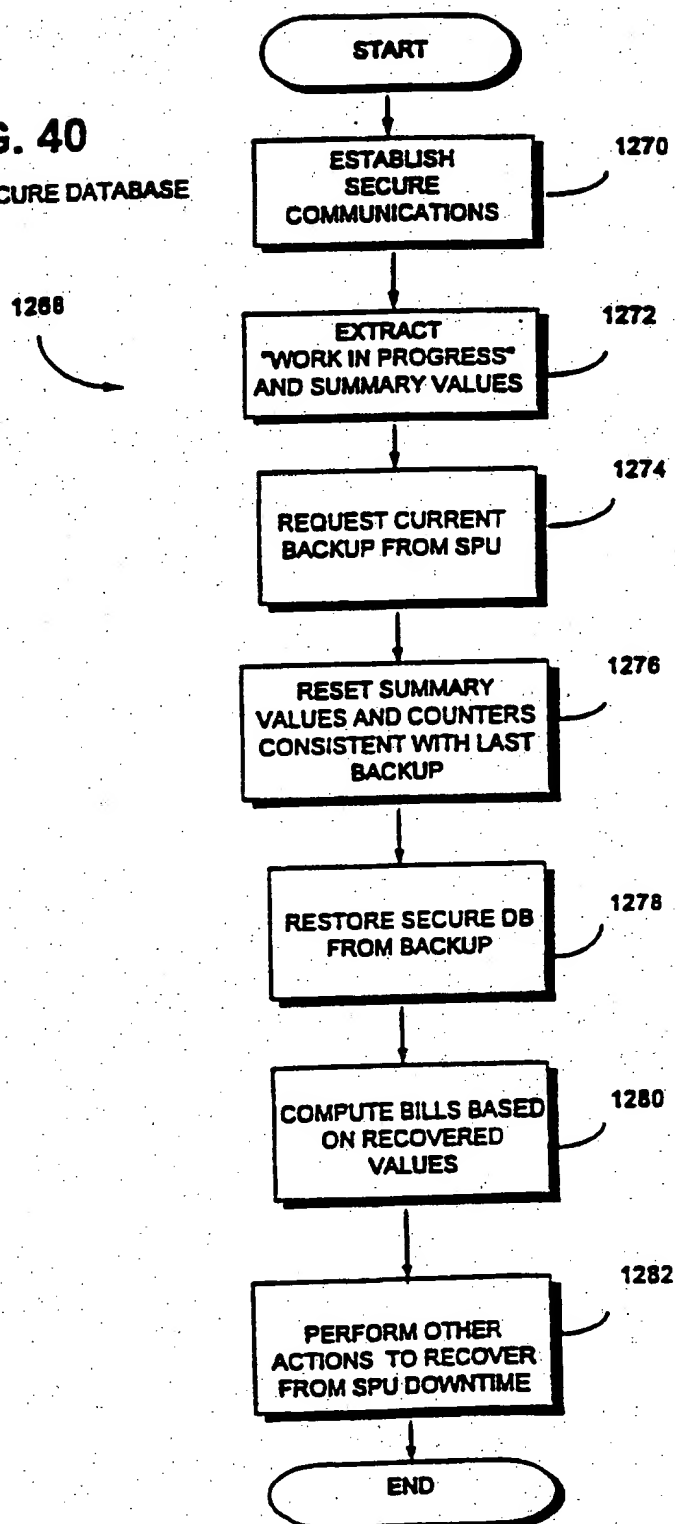 START
G. 40
CURE DATABASE
1268
ESTABLISH
SECURE
COMMUNICATIONS
1270
EXTRACT
"WORK IN PROGRESS"
AND SUMMARY VALUES
1272
REQUEST CURRENT
BACKUP FROM SPU
1274
RESET SUMMARY
VALUES AND COUNTERS
CONSISTENT WITH LAST
BACKUP
1276
RESTORE SECURE DB
FROM BACKUP
1278
COMPUTE BILLS BASED
ON RECOVERED
VALUES
1280
PERFORM OTHER
ACTIONS TO RECOVER
FROM SPU DOWNTIME
1282
END